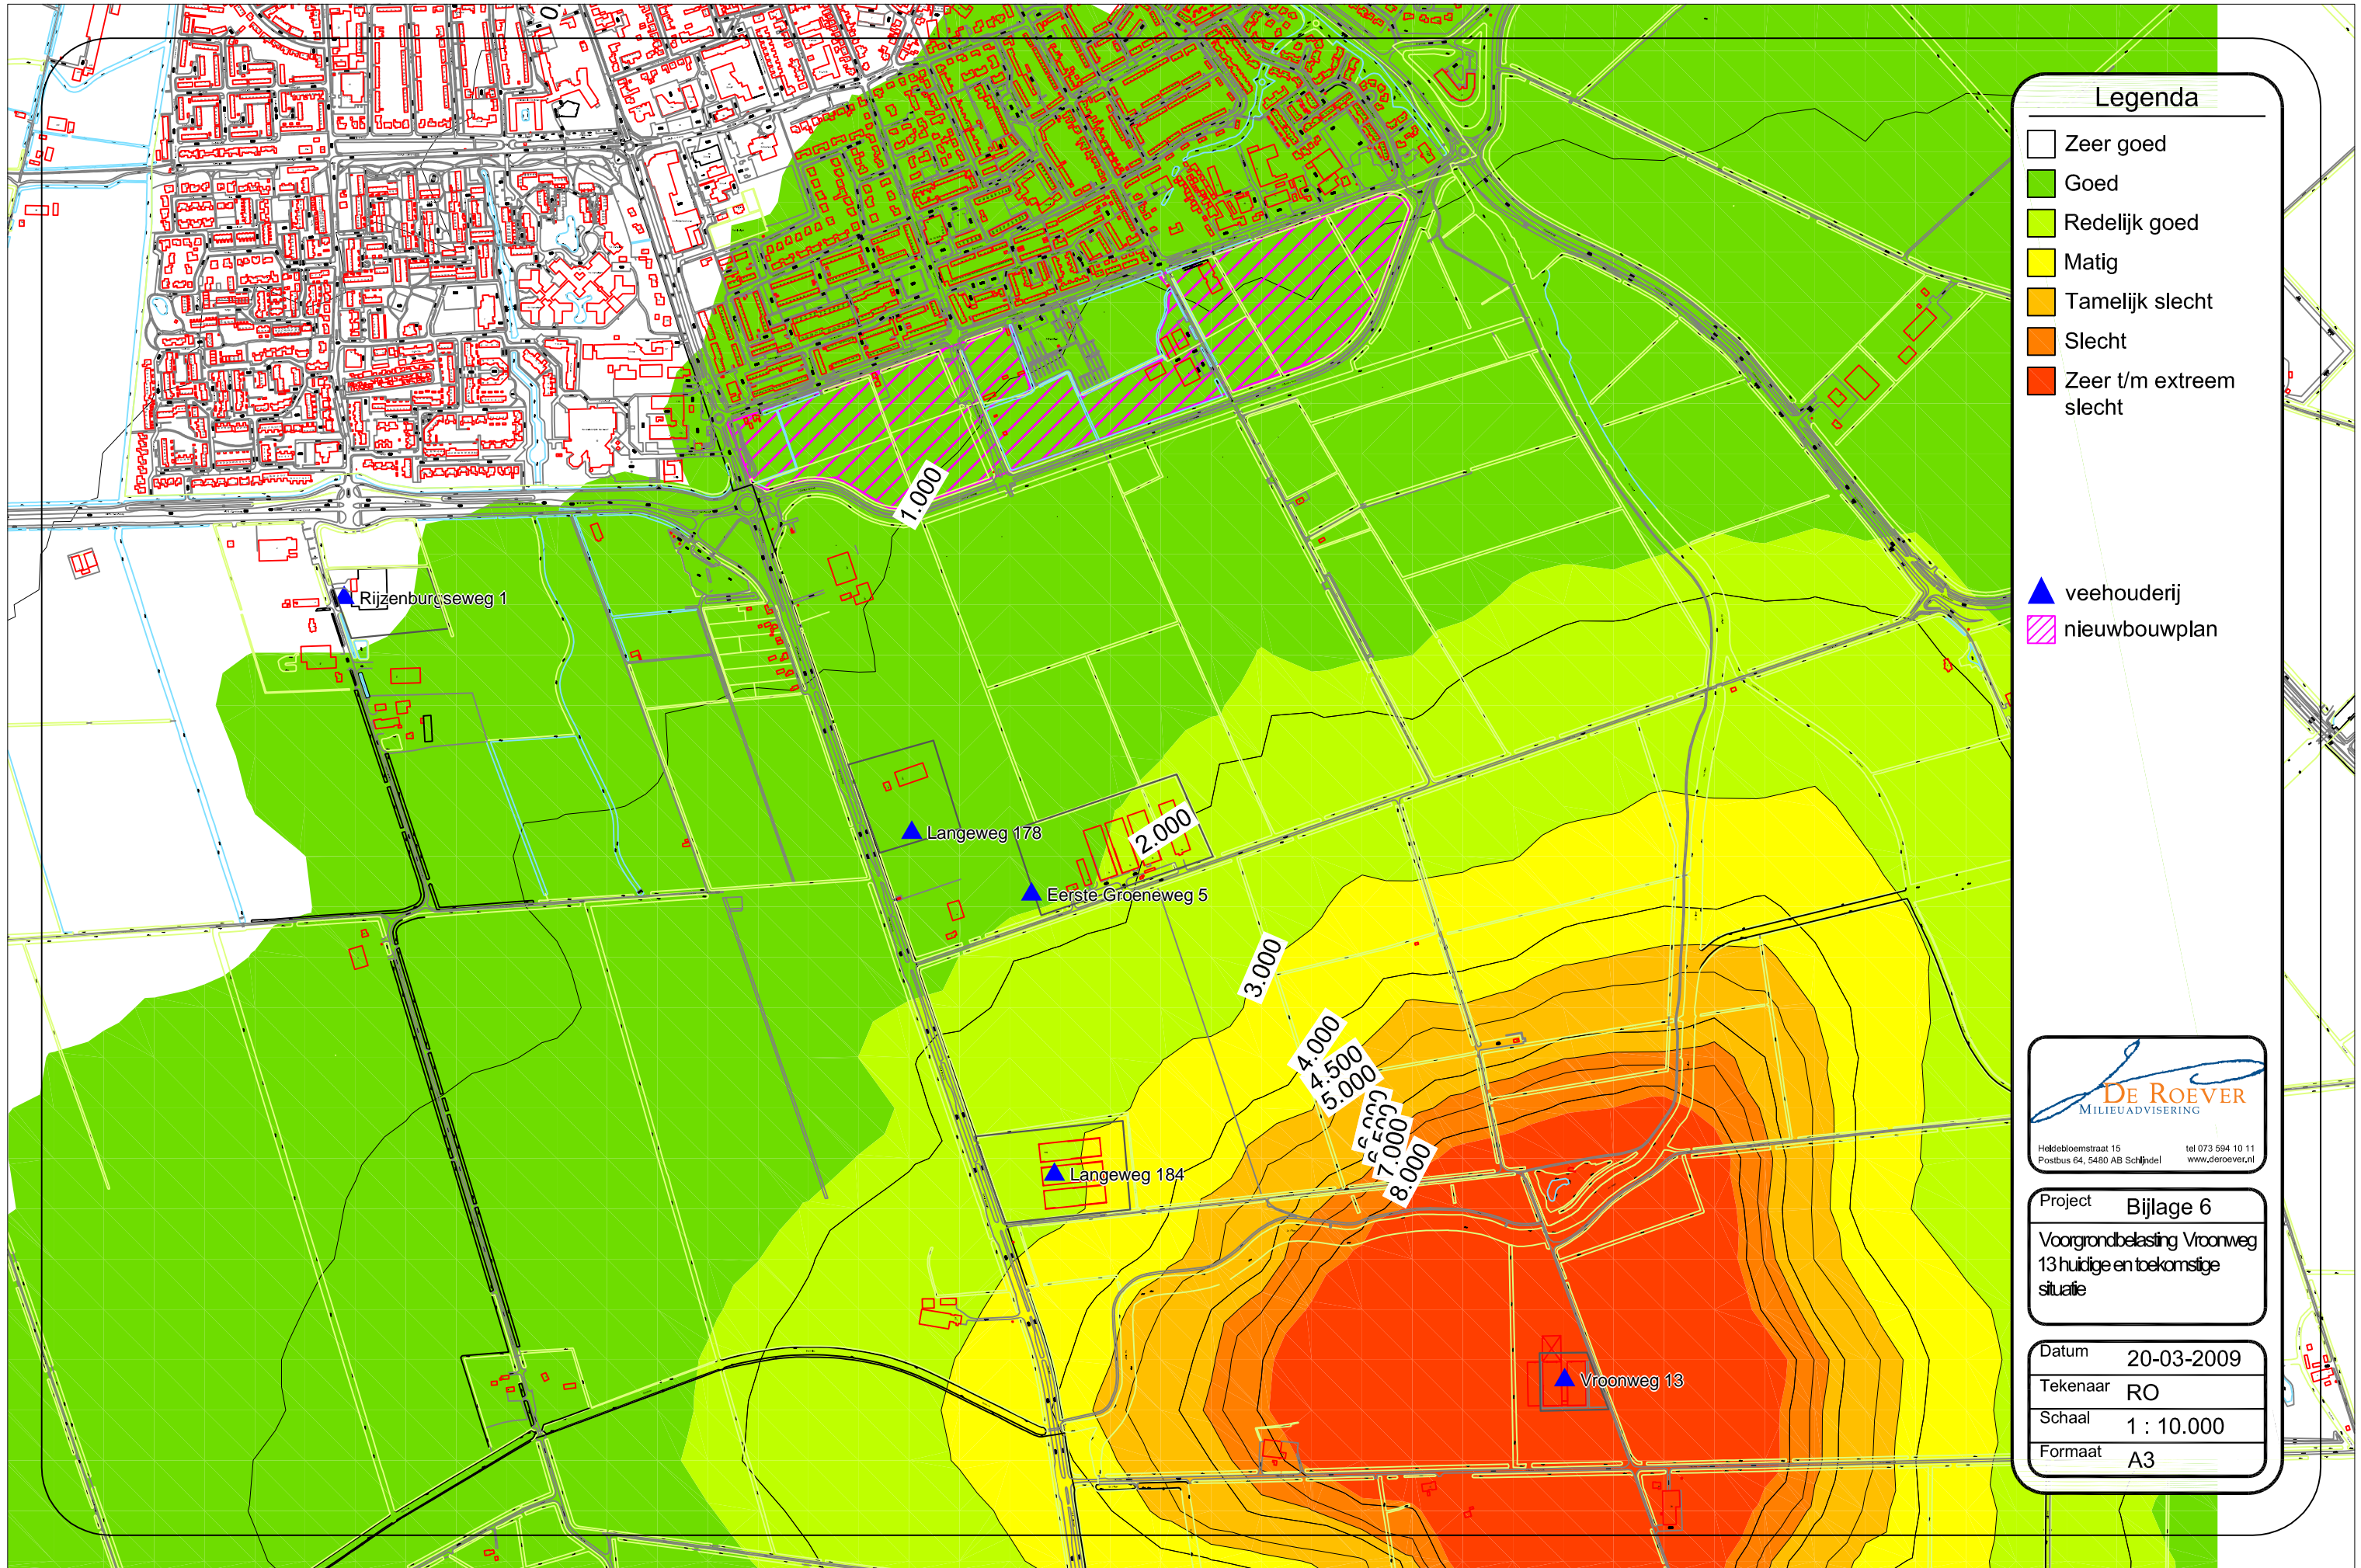 Legenda
Zeer goed
Goed
Redelijk goed
Matig
Tamelijk slecht
Slecht
Zeer t/m extreem
slecht
veehouderij
nieuwbouwplan
1.000
Rijzenburgseweg 1
Langeweg 178
2.000
Eerste Groeneweg 5
3.000
4.000
4.500
5.000
7.000
8.000
Langeweg 184
Vroonweg 13
DE ROEVER
MILIEUADVISERING
Heldebloemstraat 15 tel 073 594 10 11
Postbus 64, 5480 AB Schijndel www.deroever.nl
Project Bijlage 6
Voorgrondbelasting Vroonweg
13 huidige en toekomstige
situatie
Datum 20-03-2009
Tekenaar RO
Schaal 1 : 10.000
Formaat A3